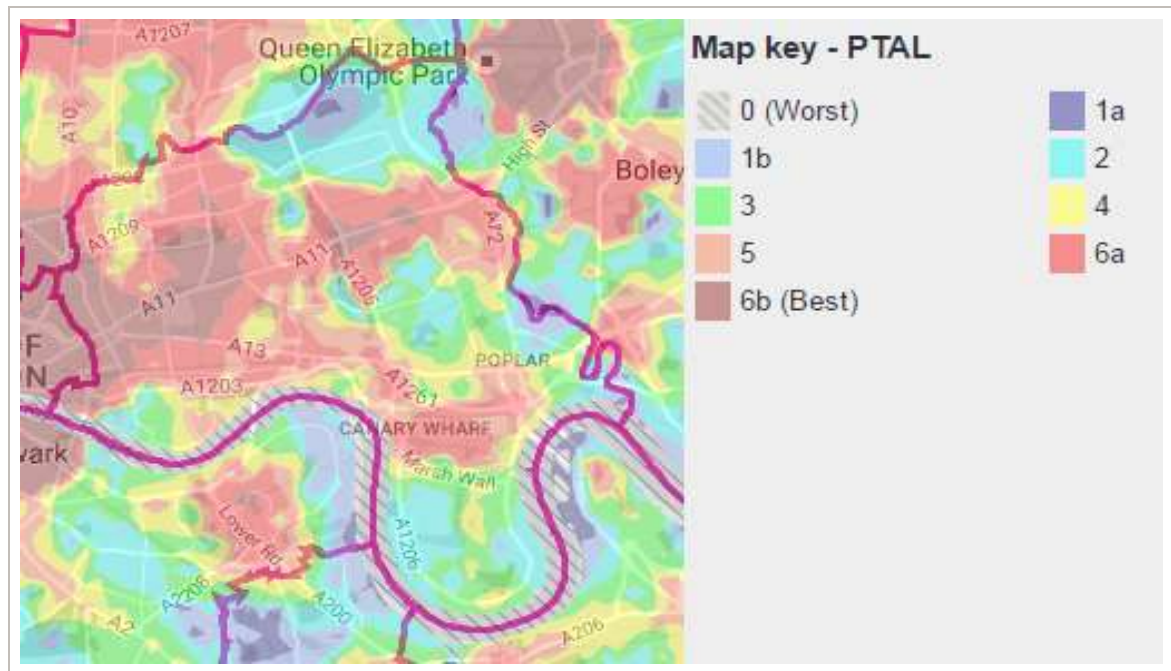 A1207
Queen Elizabeth
Olympic Park
A10
High St
Boley
A1209
A12
A11
A1205
A11
F
N
A13
POPLAR
A1203
A1261
CANARY WHARF
wark
Marsh Wall
Lower Rd
A1206
A2208
A200
A2
A206
Map key - PTAL
0 (Worst)
1a
1b
2
3
4
5
6a
6b (Best)